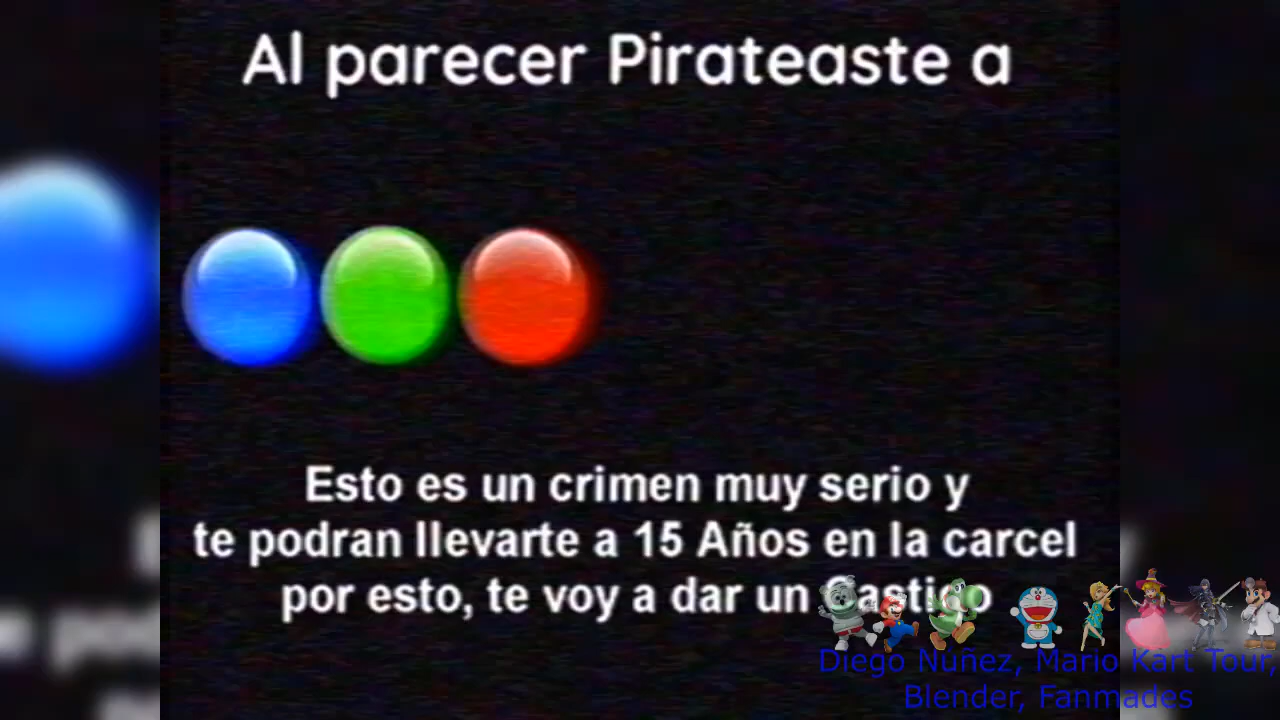 Al parecer Pirateaste a
Esto es un crimen muy serio y
te podran llevarte a 15 Años en la carcel
por esto, te voy a dar un Castigo
Diego Nuñez, Mario Kart Tour,
Blender, Fanmades